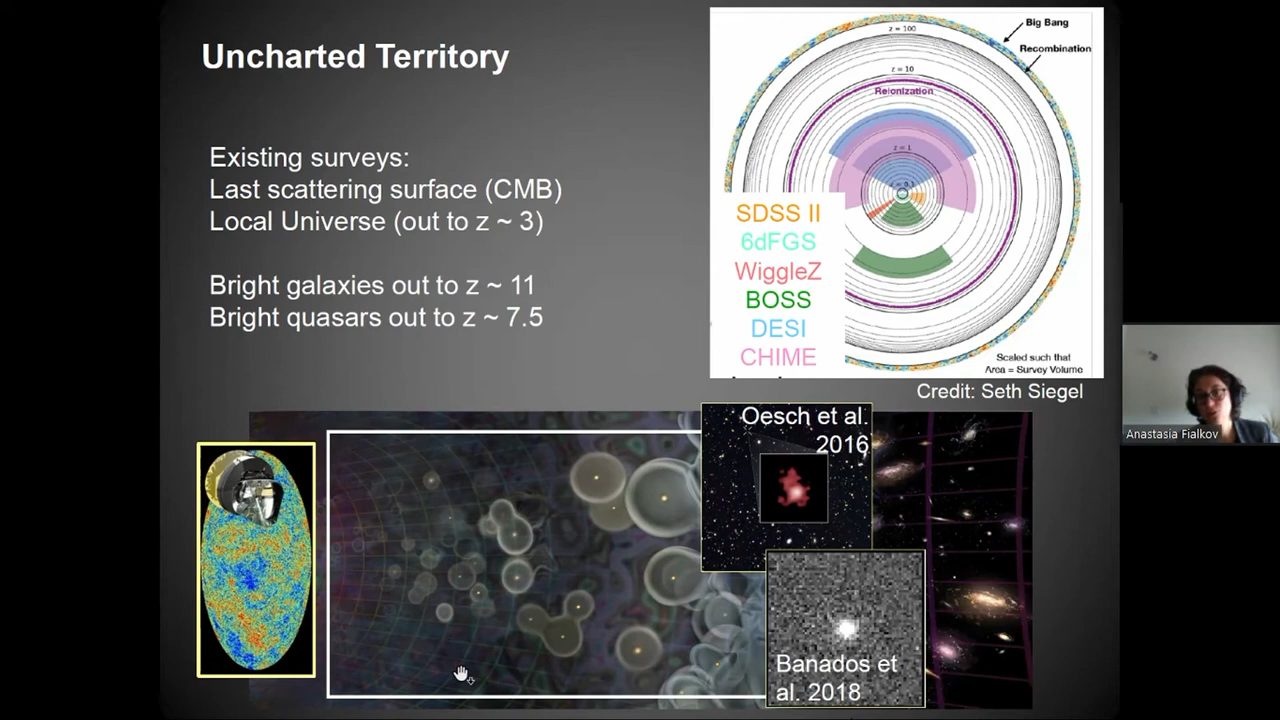 Uncharted Territory
Existing surveys:
Last scattering surface (CMB)
Local Universe (out to z ~ 3)
Bright galaxies out to z ~ 11
Bright quasars out to z ~ 7.5
Big Bang
z = 100
Recombination
z = 10
Reionization
z = 1
SDSS II
6dFGS
WiggleZ
BOSS
DESI
CHIME
Scaled such that
Area = Survey Volume
Credit: Seth Siegel
Anastasia Fialkov
Oesch et al.
2016
Banados et
al. 2018